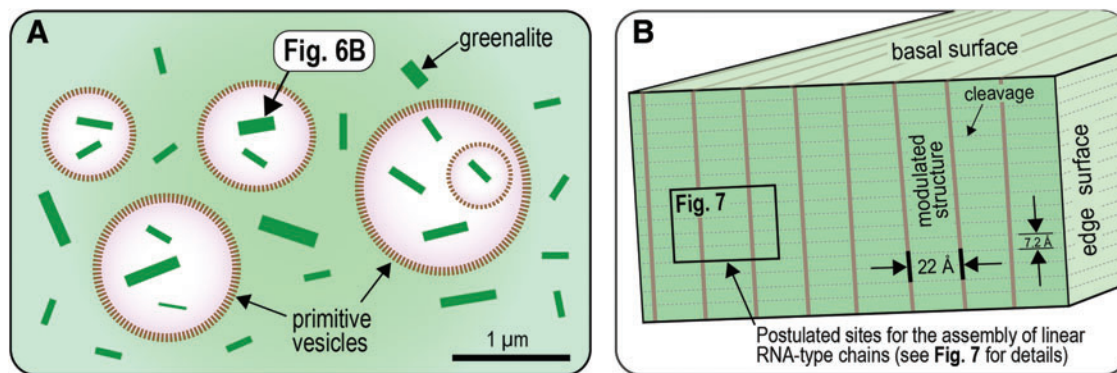 A
Fig. 6B
greenalite
primitive
vesicles
1 µm
B
basal surface
cleavage
modulated
structure
edge surface
Fig. 7
7.2 Å
22 Å
Postulated sites for the assembly of linear
RNA-type chains (see Fig. 7 for details)